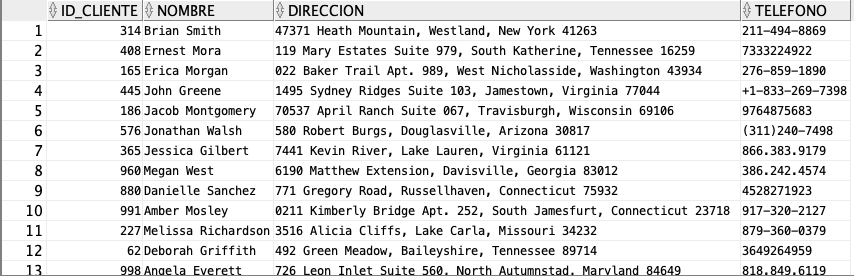 ID_CLIENTE NOMBRE DIRECCION TELEFONO
1 314 Brian Smith 47371 Heath Mountain, Westland, New York 41263 211-494-8869
2 408 Ernest Mora 119 Mary Estates Suite 979, South Katherine, Tennessee 16259 7333224922
3 165 Erica Morgan 022 Baker Trail Apt. 989, West Nicholasside, Washington 43934 276-859-1890
4 445 John Greene 1495 Sydney Ridges Suite 103, Jamestown, Virginia 77044 +1-833-269-7398
5 186 Jacob Montgomery 70537 April Ranch Suite 067, Travisburgh, Wisconsin 69106 9764875683
6 576 Jonathan Walsh 580 Robert Burgs, Douglasville, Arizona 30817 (311)240-7498
7 365 Jessica Gilbert 7441 Kevin River, Lake Lauren, Virginia 61121 866.383.9179
8 960 Megan West 6190 Matthew Extension, Davisville, Georgia 83012 386.242.4574
9 880 Danielle Sanchez 771 Gregory Road, Russellhaven, Connecticut 75932 4528271923
10 991 Amber Mosley 0211 Kimberly Bridge Apt. 252, South Jamesfurt, Connecticut 23718 917-320-2127
11 227 Melissa Richardson 3516 Alicia Cliffs, Lake Carla, Missouri 34232 879-360-0379
12 62 Deborah Griffith 492 Green Meadow, Baileyshire, Tennessee 89714 3649264959
13 998 Angela Everett 726 Leon Inlet Suite 560, North Autumnstad, Maryland 84649 818.849.6119